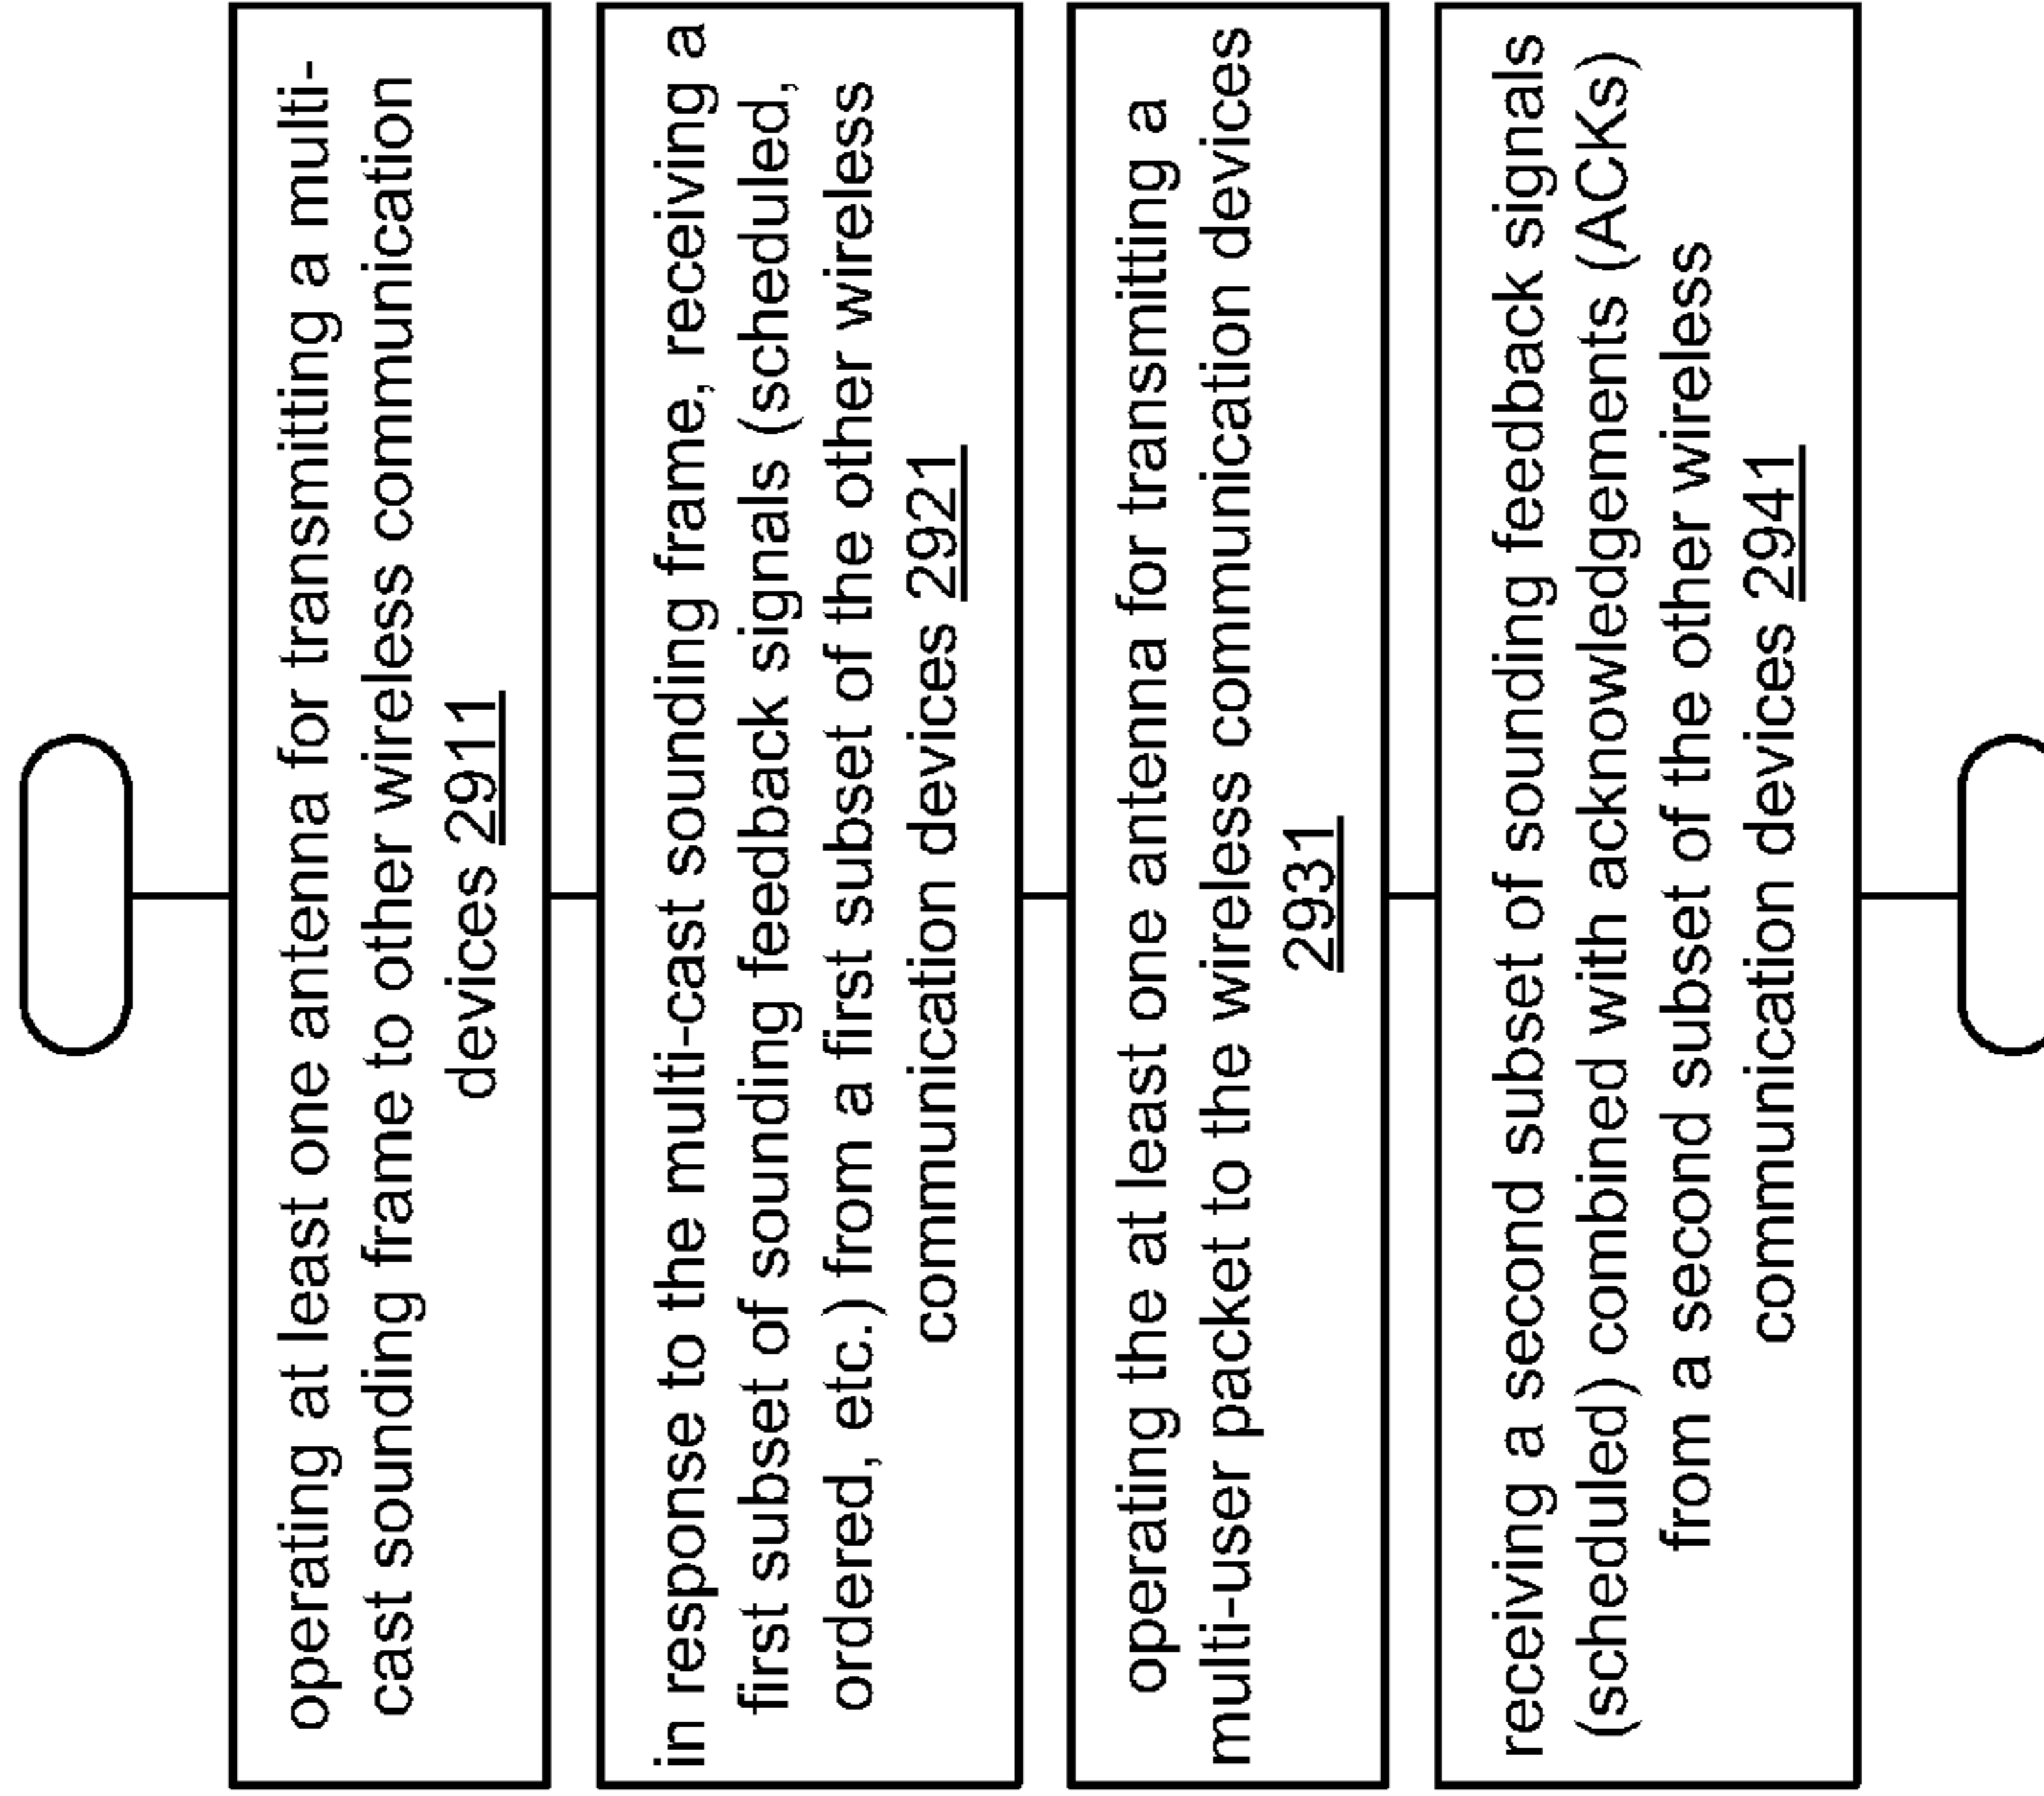 operating at least one antenna for transmitting a multi-
cast sounding frame to other wireless communication
devices 2911
in response to the multi-cast sounding frame, receiving a
first subset of sounding feedback signals (scheduled,
ordered, etc.) from a first subset of the other wireless
communication devices 2921
operating the at least one antenna for transmitting a
multi-user packet to the wireless communication devices
2931
receiving a second subset of sounding feedback signals
(scheduled) combined with acknowledgements (ACKs)
from a second subset of the other wireless
communication devices 2941